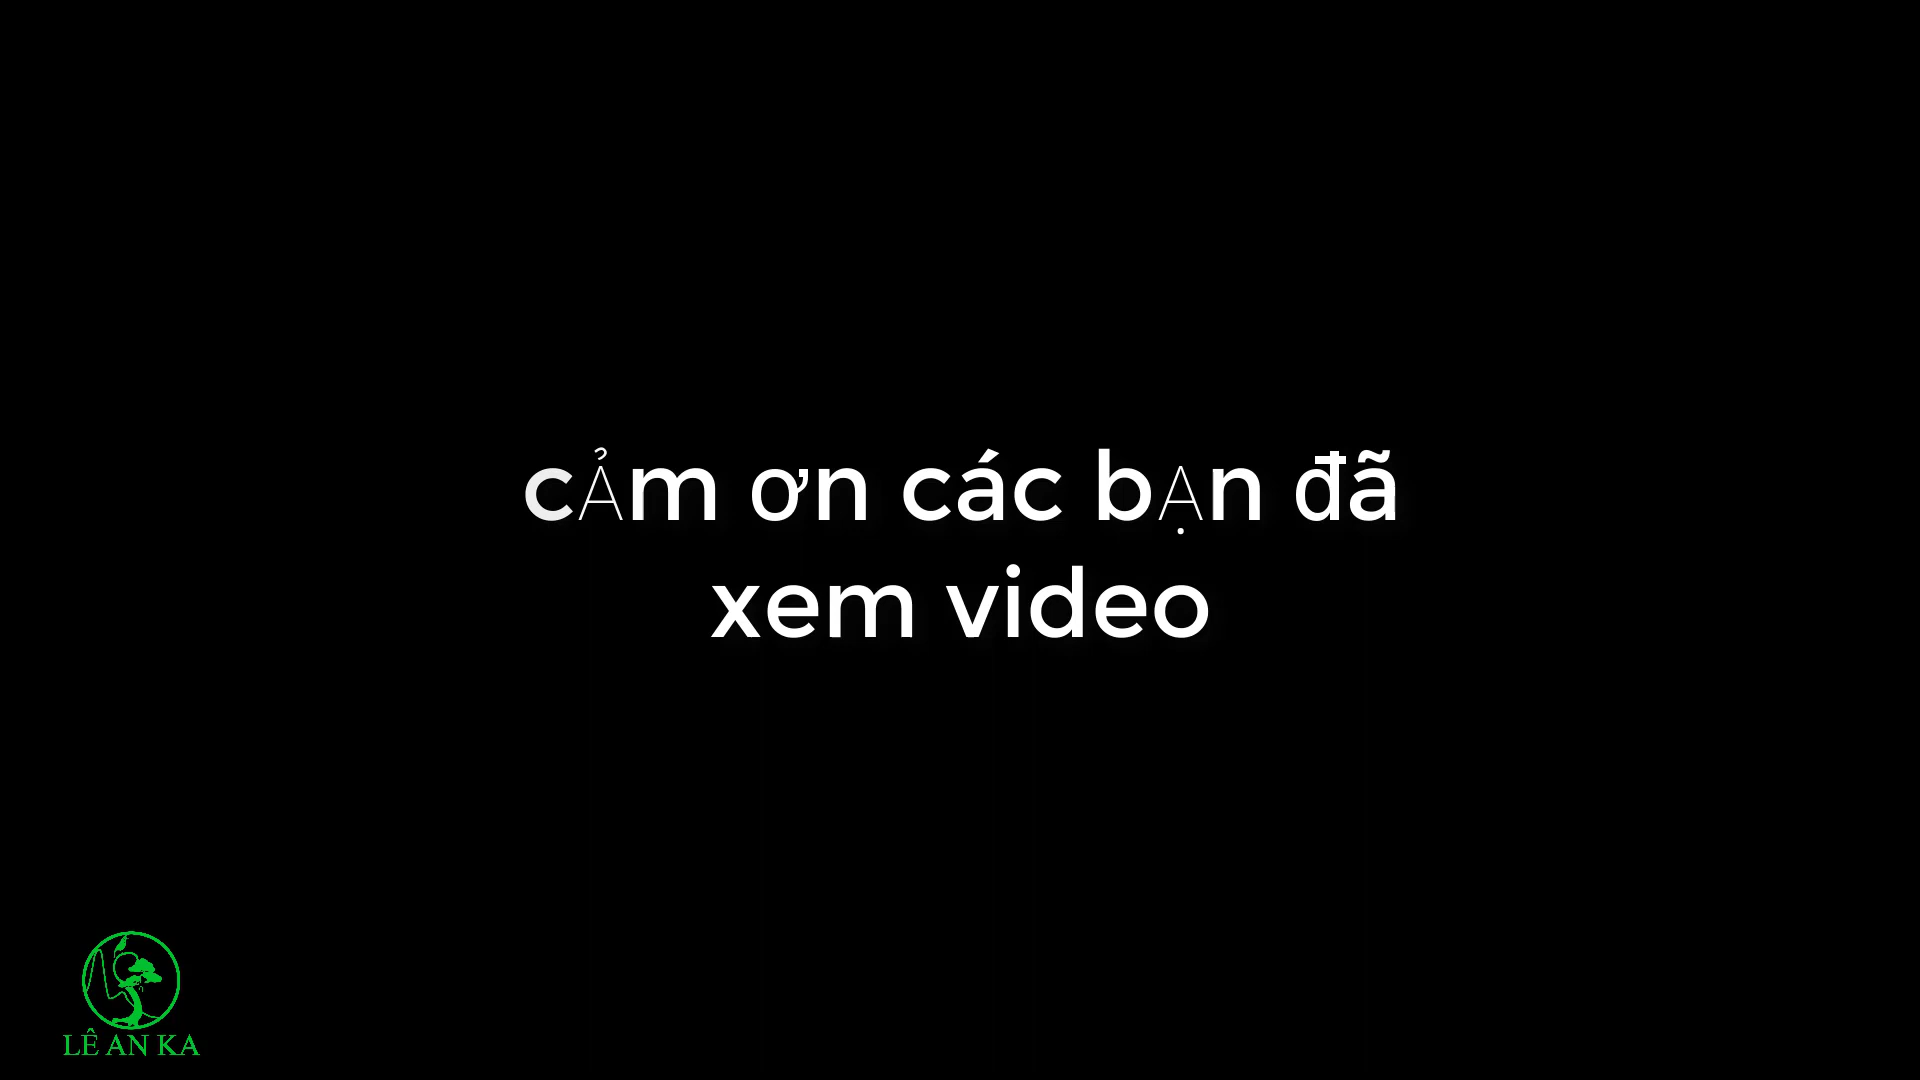 cẢm ơn các bẠn đã
xem video
LÊ AN KA